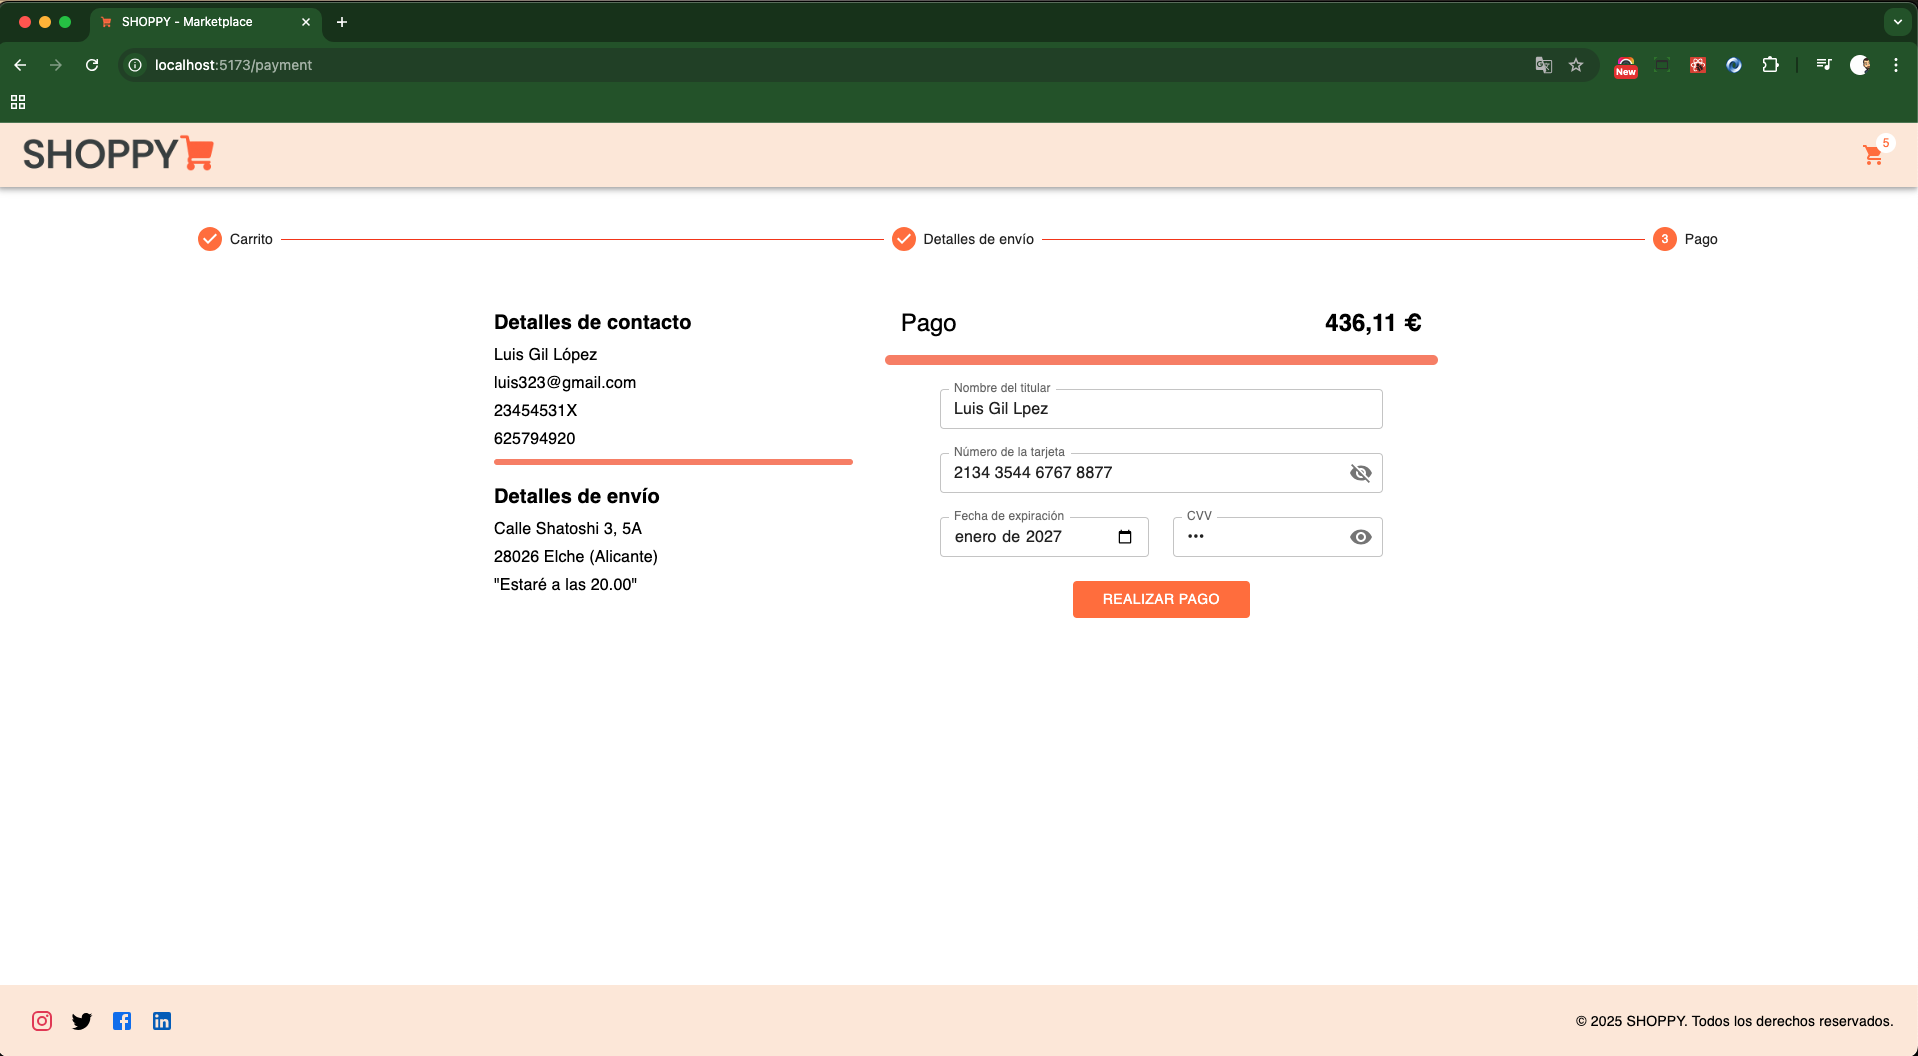 SHOPPY - Marketplace
localhost:5173/payment
New
SHOPPY
5
Carrito
Detalles de envío
3 Pago
Detalles de contacto
Luis Gil López
luis323@gmail.com
23454531X
625794920
Detalles de envío
Calle Shatoshi 3, 5A
28026 Elche (Alicante)
"Estaré a las 20.00"
Pago 436,11 €
Nombre del titular
Luis Gil Lpez
Número de la tarjeta
2134 3544 6767 8877
Fecha de expiración
enero de 2027
CVV
•••
REALIZAR PAGO
© 2025 SHOPPY. Todos los derechos reservados.